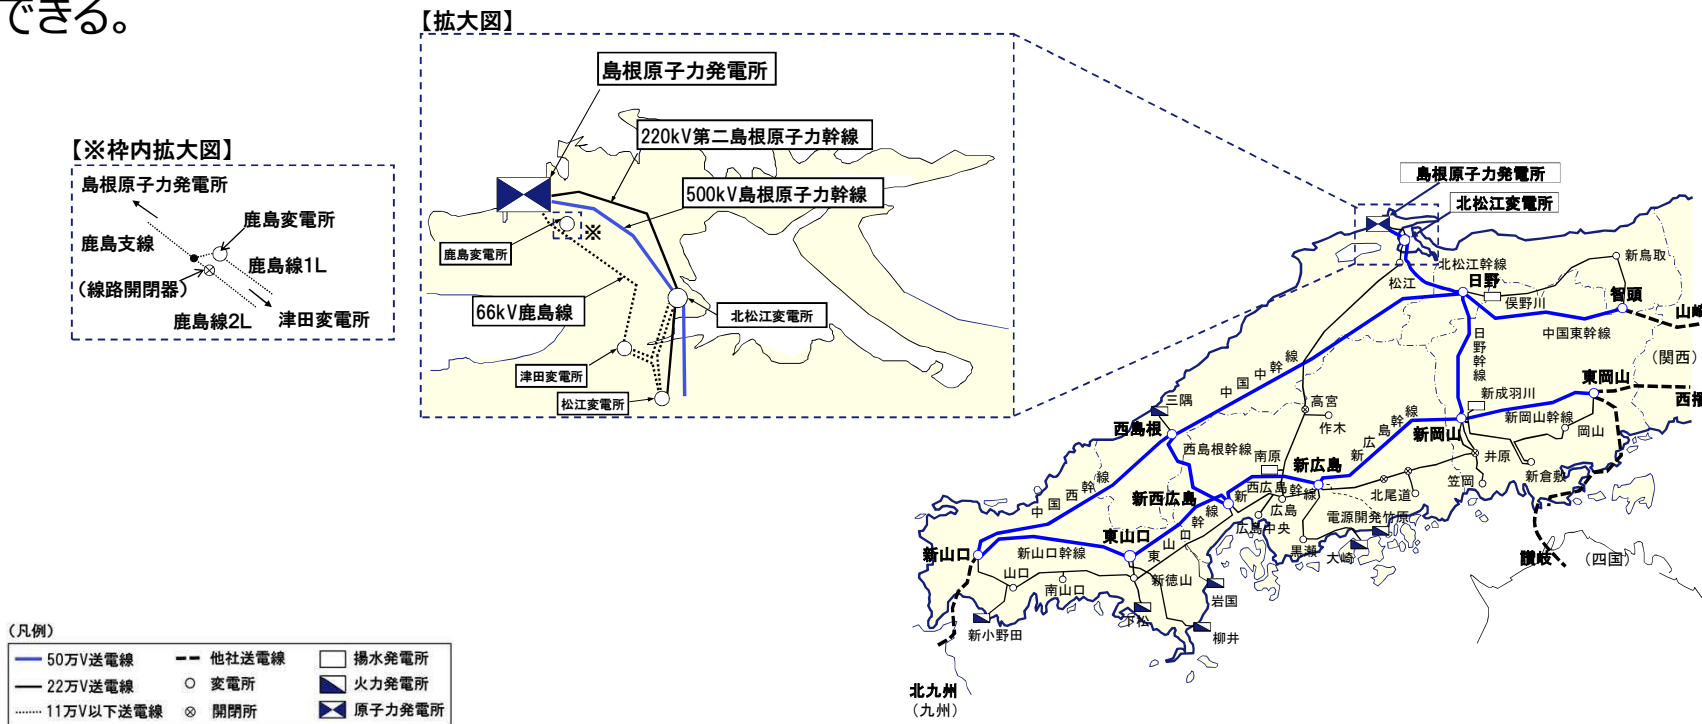 できる。
【拡大図】
島根原子力発電所
220kV第二島根原子力幹線
500kV島根原子力幹線
鹿島変電所
※
66kV鹿島線
北松江変電所
津田変電所
松江変電所
【※枠内拡大図】
島根原子力発電所
鹿島変電所
鹿島支線
鹿島線1L
(線路開閉器)
鹿島線2L
津田変電所
島根原子力発電所
北松江変電所
北松江幹線
松江
日野
俣野川
新鳥取
智頭
山崎
中国東幹線
(関西)
日野幹線
中国中幹線
東岡山
西播
新成羽川
新岡山幹線
岡山
新岡山
高宮
作木
三隅
西島根
西島根幹線
南原
新広島
新広島幹線
井原
笠岡
新倉敷
北尾道
中国西幹線
新西広島
新西広島幹線
広島
広島中央
電源開発竹原
黒瀬
大崎
東山口
東山口幹線
新山口
新山口幹線
山口
南山口
新徳山
岩国
新小野田
下松
柳井
讃岐
(四国)
北九州
(九州)
(凡例)
50万V送電線
他社送電線
揚水発電所
22万V送電線
変電所
火力発電所
11万V以下送電線
開閉所
原子力発電所